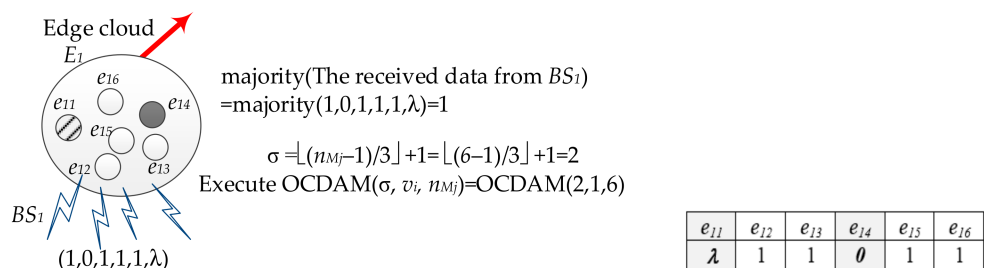 Edge cloud
E1
e16
e11
e14
e15
e12
e13
BS1
(1,0,1,1,1,λ)
majority(The received data from BS1)
=majority(1,0,1,1,1,λ)=1
σ =⌊(nMj–1)/3⌋+1=⌊(6–1)/3⌋+1=2
Execute OCDAM(σ, vi, nMj)=OCDAM(2,1,6)
e11 e12 e13 e14 e15 e16
λ 1 1 0 1 1